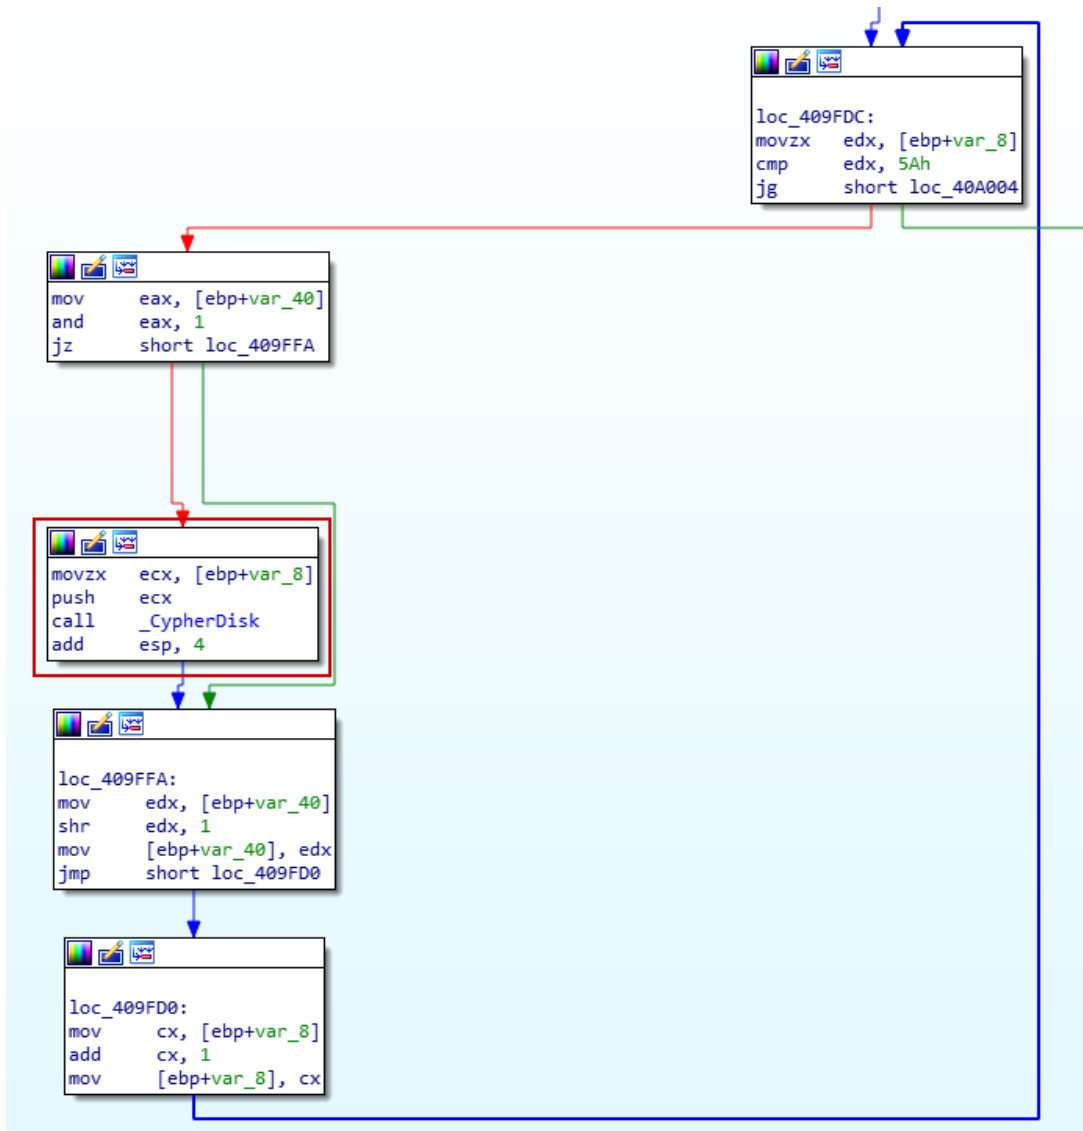 loc_409FDC:
movzx edx, [ebp+var_8]
cmp edx, 5Ah
jg short loc_40A004
mov eax, [ebp+var_40]
and eax, 1
jz short loc_409FFA
movzx ecx, [ebp+var_8]
push ecx
call _CypherDisk
add esp, 4
loc_409FFA:
mov edx, [ebp+var_40]
shr edx, 1
mov [ebp+var_40], edx
jmp short loc_409FD0
loc_409FD0:
mov cx, [ebp+var_8]
add cx, 1
mov [ebp+var_8], cx